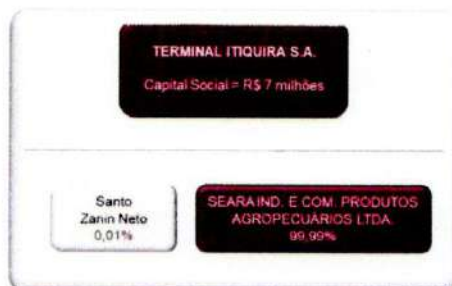 TERMINAL ITIQUIRA S.A.
Capital Social = R$ 7 milhões
Santo
Zanin Neto
0,01%
SEARA IND. E COM. PRODUTOS
AGROPECUÁRIOS LTDA.
99,99%